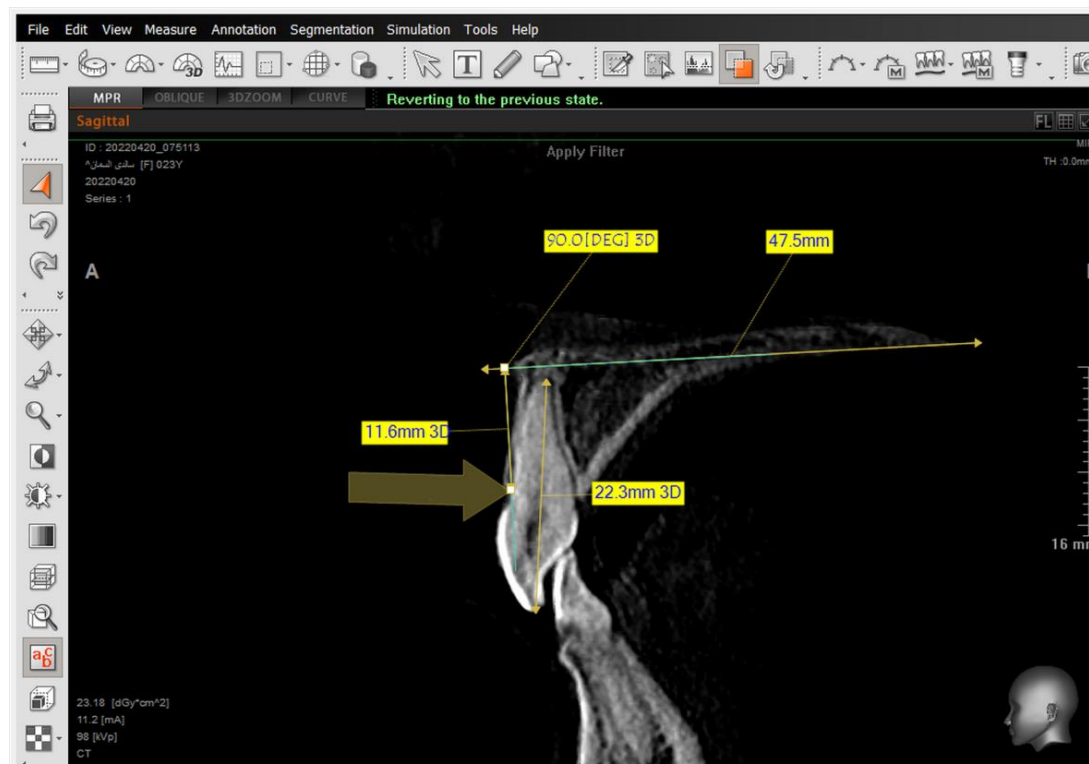 File Edit View Measure Annotation Segmentation Simulation Tools Help
MPR OBLIQUE 3DZOOM CURVE Reverting to the previous state.
Sagittal FL
ID : 20220420_075113
[F] 023Y
20220420
Series : 1
Apply Filter
TH :0.0mm
90.0[DEG] 3D
47.5mm
A
11.6mm 3D
22.3mm 3D
16 mm
23.18 [dGy*cm^2]
11.2 [mA]
98 [kVp]
CT